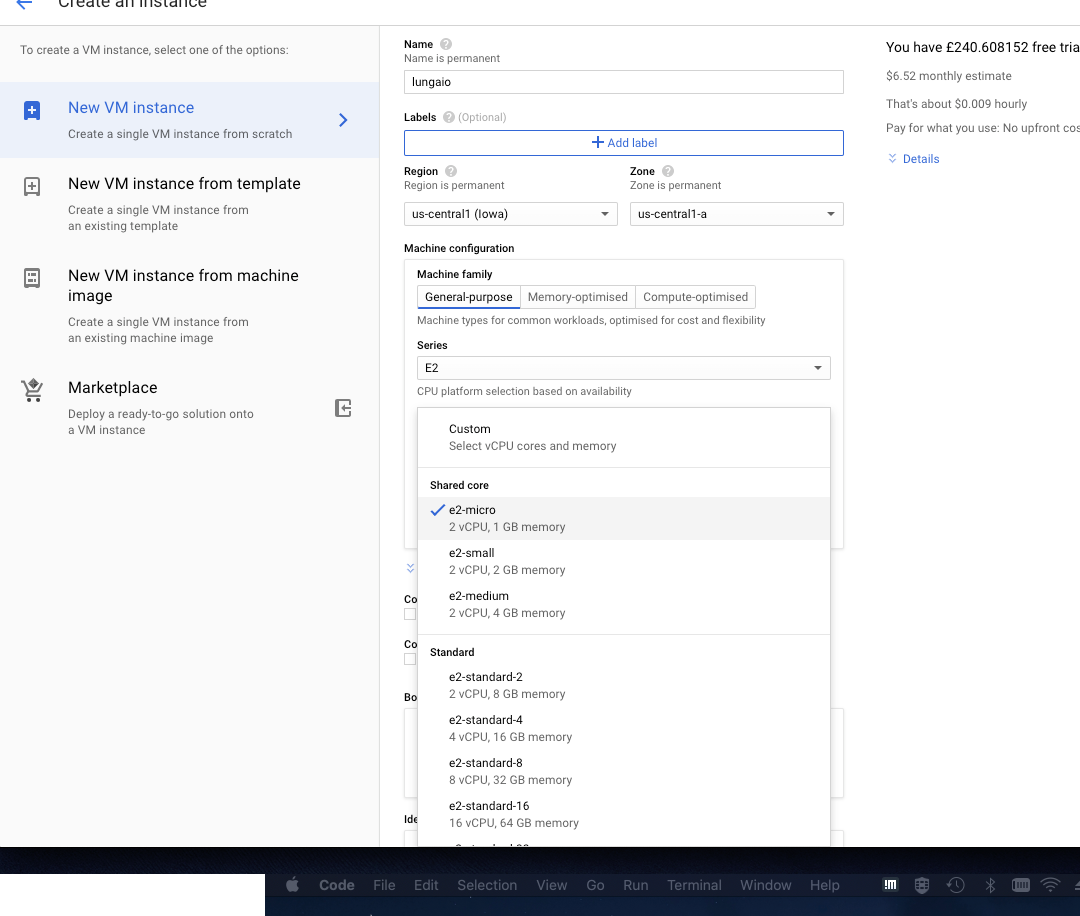 Create an instance
To create a VM instance, select one of the options:
New VM instance
Create a single VM instance from scratch
New VM instance from template
Create a single VM instance from
an existing template
New VM instance from machine
image
Create a single VM instance from
an existing machine image
Marketplace
Deploy a ready-to-go solution onto
a VM instance
Name
Name is permanent
lungaio
Labels (Optional)
Add label
Region
Region is permanent
us-central1 (Iowa)
Zone
Zone is permanent
us-central1-a
Machine configuration
Machine family
General-purpose Memory-optimised Compute-optimised
Machine types for common workloads, optimised for cost and flexibility
Series
E2
CPU platform selection based on availability
Custom
Select vCPU cores and memory
Shared core
e2-micro
2 vCPU, 1 GB memory
e2-small
2 vCPU, 2 GB memory
e2-medium
2 vCPU, 4 GB memory
Standard
e2-standard-2
2 vCPU, 8 GB memory
e2-standard-4
4 vCPU, 16 GB memory
e2-standard-8
8 vCPU, 32 GB memory
e2-standard-16
16 vCPU, 64 GB memory
Co
Co
Bo
Ide
You have £240.608152 free tria
$6.52 monthly estimate
That's about $0.009 hourly
Pay for what you use: No upfront cos
Details
Code File Edit Selection View Go Run Terminal Window Help